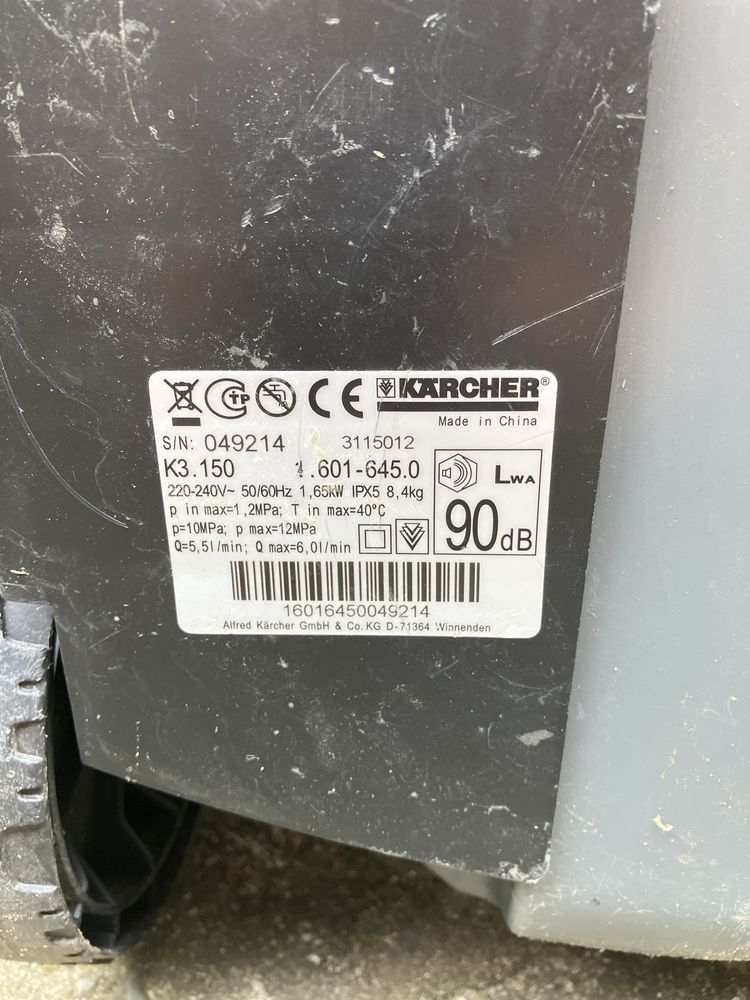 TP
KÄRCHER®
Made in China
S/N: 049214 3115012
K3.150 1.601-645.0
220-240V~ 50/60Hz 1,65kW IPX5 8,4kg
p in max=1,2MPa; T in max=40°C
p=10MPa; p max=12MPa
Q=5,5l/min; Q max=6,0l/min
LWA
90dB
16016450049214
Alfred Kärcher GmbH & Co.KG D-71364 Winnenden